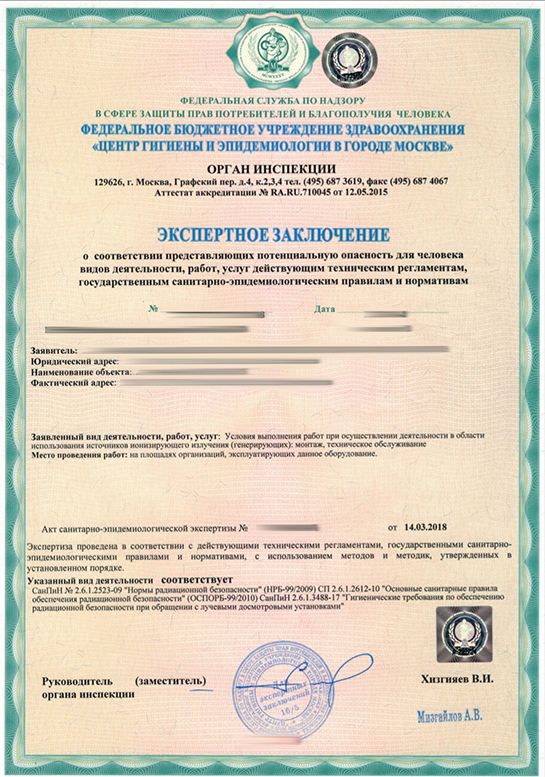 ФЕДЕРАЛЬНАЯ СЛУЖБА ПО НАДЗОРУ
В СФЕРЕ ЗАЩИТЫ ПРАВ ПОТРЕБИТЕЛЕЙ И БЛАГОПОЛУЧИЯ ЧЕЛОВЕКА
ФЕДЕРАЛЬНОЕ БЮДЖЕТНОЕ УЧРЕЖДЕНИЕ ЗДРАВООХРАНЕНИЯ
«ЦЕНТР ГИГИЕНЫ И ЭПИДЕМИОЛОГИИ В ГОРОДЕ МОСКВЕ»
ОРГАН ИНСПЕКЦИИ
129626, г. Москва, Графский пер. д.4, к.2,3,4 тел. (495) 687 3619, факс (495) 687 4067
Аттестат аккредитации № RA.RU.710045 от 12.05.2015
ЭКСПЕРТНОЕ ЗАКЛЮЧЕНИЕ
о соответствии представляющих потенциальную опасность для человека
видов деятельности, работ, услуг действующим техническим регламентам,
государственным санитарно-эпидемиологическим правилам и нормативам
№ Дата
Заявитель:
Юридический адрес:
Наименование объекта:
Фактический адрес:
Заявленный вид деятельности, работ, услуг: Условия выполнения работ при осуществлении деятельности в области
использования источников ионизирующего излучения (генерирующих): монтаж, техническое обслуживание
Место проведения работ: на площадях организаций, эксплуатирующих данное оборудование.
Акт санитарно-эпидемиологической экспертизы № от 14.03.2018
Экспертиза проведена в соответствии с действующими техническими регламентами, государственными санитарно-
эпидемиологическими правилами и нормативами, с использованием методов и методик, утвержденных в
установленном порядке.
Указанный вид деятельности соответствует
СанПиН № 2.6.1.2523-09 "Нормы радиационной безопасности" (НРБ-99/2009) СП 2.6.1.2612-10 "Основные санитарные правила
обеспечения радиационной безопасности" (ОСПОРБ-99/2010) СанПиН 2.6.1.3488-17 "Гигиенические требования по обеспечению
радиационной безопасности при обращении с лучевыми досмотровыми установками"
Руководитель (заместитель) Хизгияев В.И.
органа инспекции
Для
экспертных
заключений
16/5
Мизгайлов А.В.